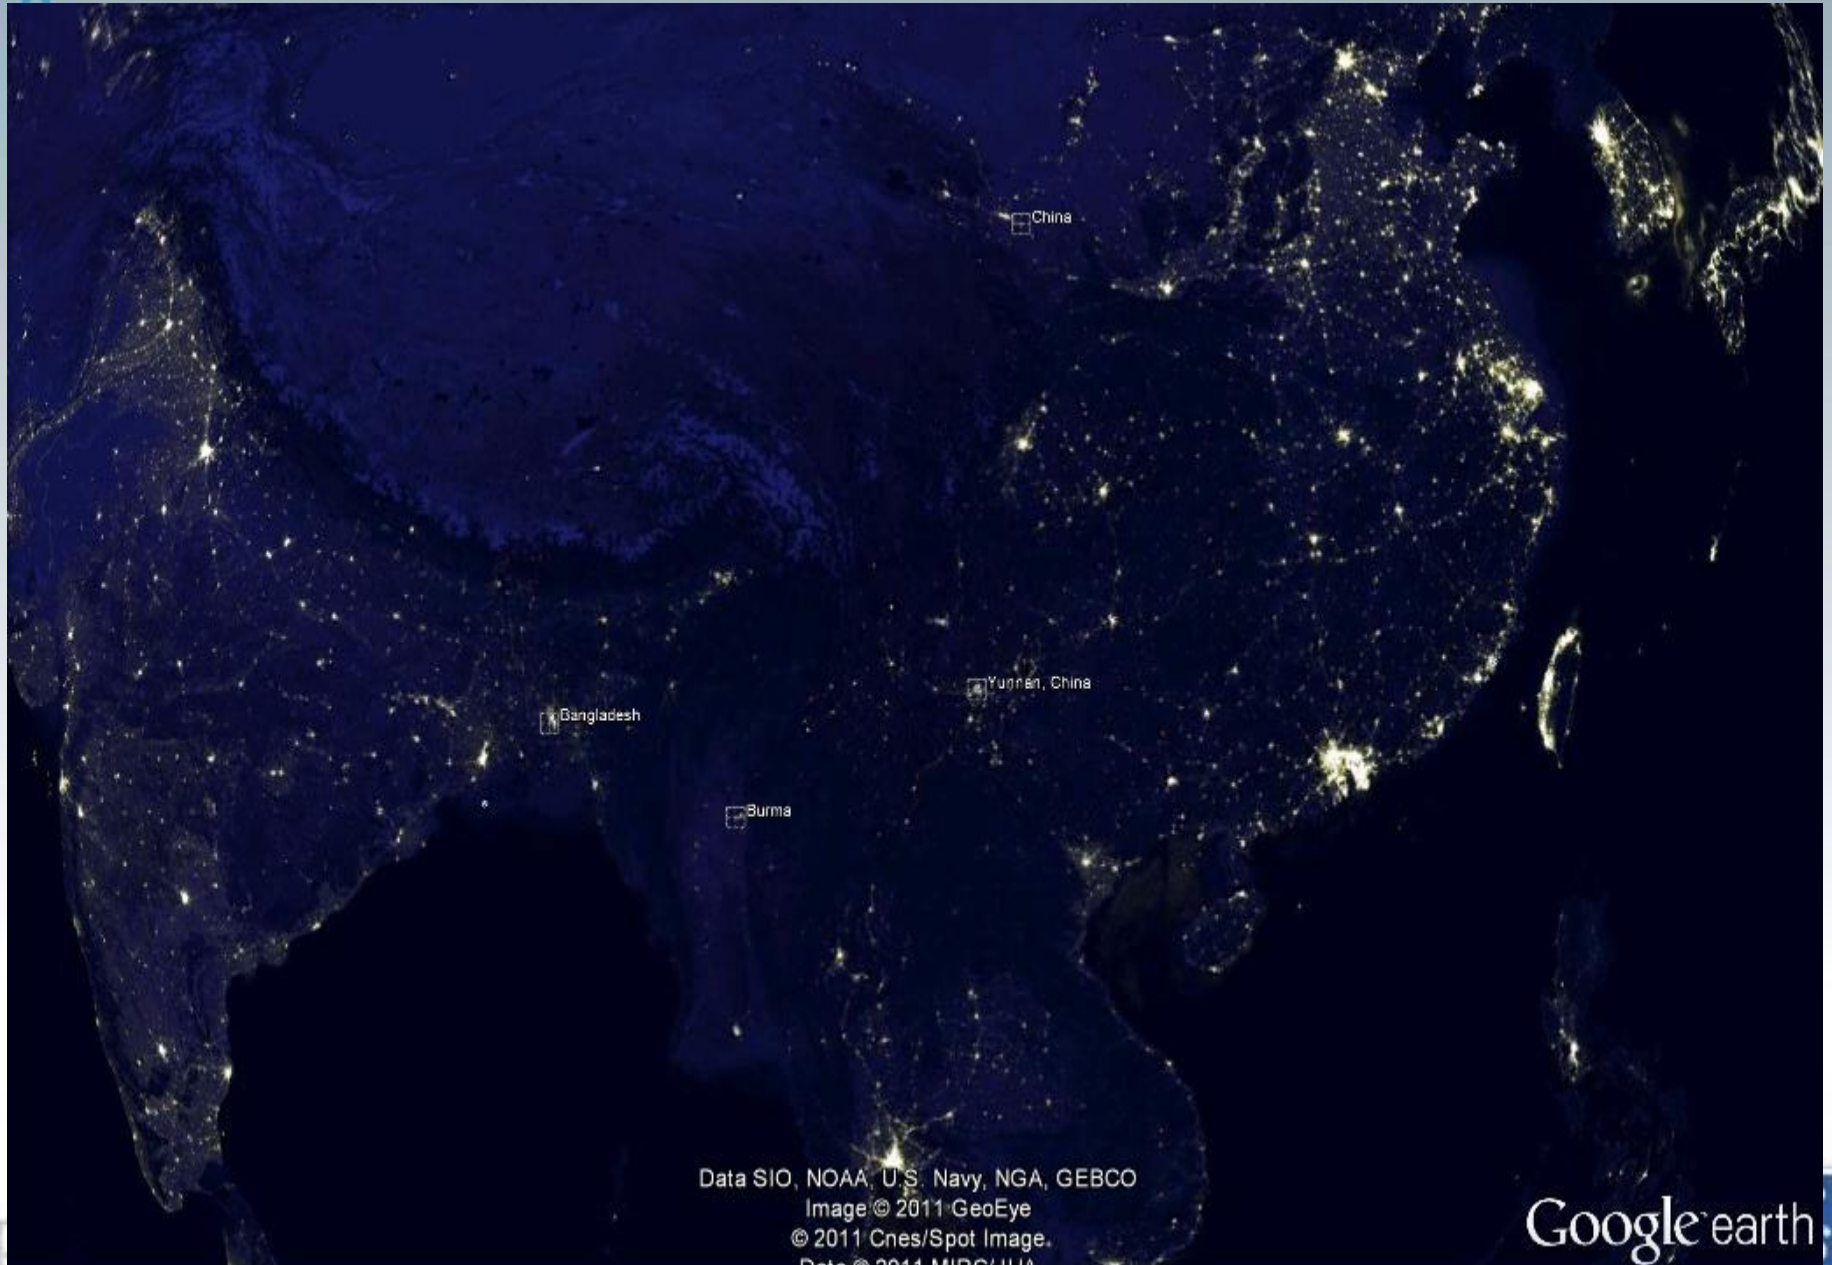 China
Yunnan, China
Bangladesh
Burma
Data SIO, NOAA, U.S. Navy, NGA, GEBCO
Image © 2011 GeoEye
© 2011 Cnes/Spot Image
Google earth